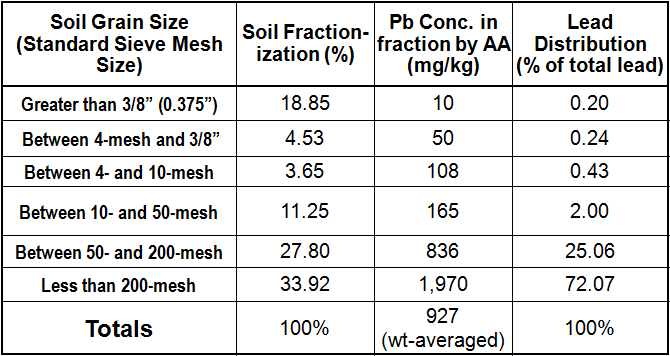 Soil Grain Size
(Standard Sieve Mesh
Size)
Soil Fraction-
ization (%)
Pb Conc. in
fraction by AA
(mg/kg)
Lead
Distribution
(% of total lead)
Greater than 3/8” (0.375”)
18.85
10
0.20
Between 4-mesh and 3/8”
4.53
50
0.24
Between 4- and 10-mesh
3.65
108
0.43
Between 10- and 50-mesh
11.25
165
2.00
Between 50- and 200-mesh
27.80
836
25.06
Less than 200-mesh
33.92
1,970
72.07
Totals
100%
927
(wt-averaged)
100%